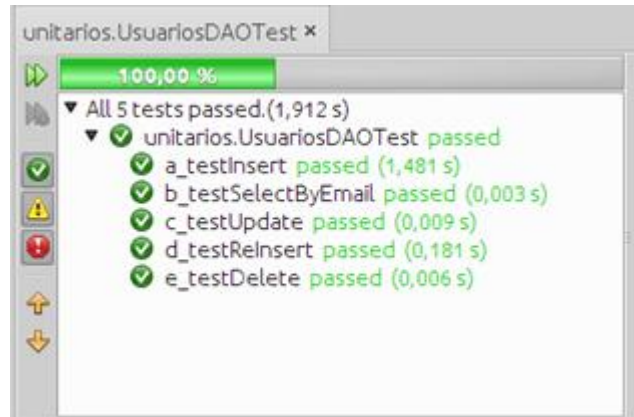 unitarios.UsuariosDAOTest ×
100,00 %
All 5 tests passed.(1,912 s)
unitarios.UsuariosDAOTest passed
a_testInsert passed (1,481 s)
b_testSelectByEmail passed (0,003 s)
c_testUpdate passed (0,009 s)
d_testReInsert passed (0,181 s)
e_testDelete passed (0,006 s)